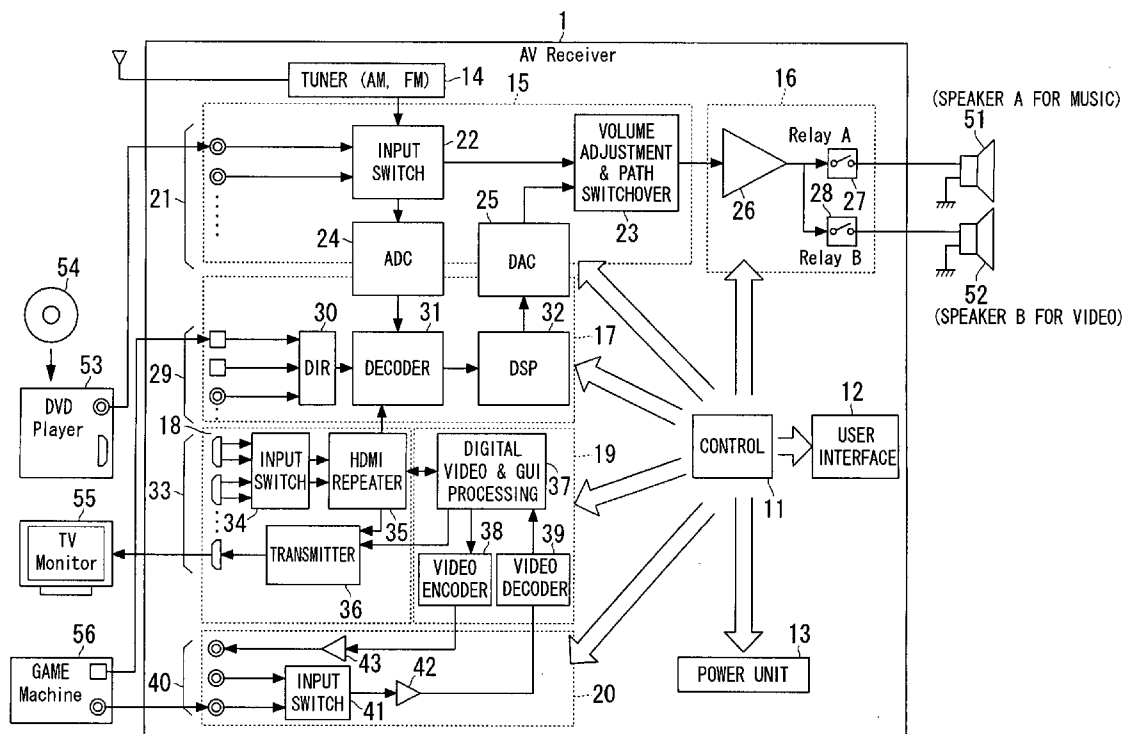 1
AV Receiver
TUNER (AM, FM)
14
15
16
(SPEAKER A FOR MUSIC)
51
22
INPUT
SWITCH
VOLUME
ADJUSTMENT
& PATH
SWITCHOVER
23
Relay A
27
26
28
Relay B
21
24
ADC
25
DAC
52
(SPEAKER B FOR VIDEO)
54
29
30
DIR
31
DECODER
32
DSP
17
53
DVD
Player
18
33
INPUT
SWITCH
34
HDMI
REPEATER
35
DIGITAL
VIDEO & GUI
PROCESSING
37
19
CONTROL
11
12
USER
INTERFACE
55
TV
Monitor
TRANSMITTER
36
38
VIDEO
ENCODER
39
VIDEO
DECODER
56
GAME
Machine
40
43
42
INPUT
SWITCH
41
20
13
POWER UNIT